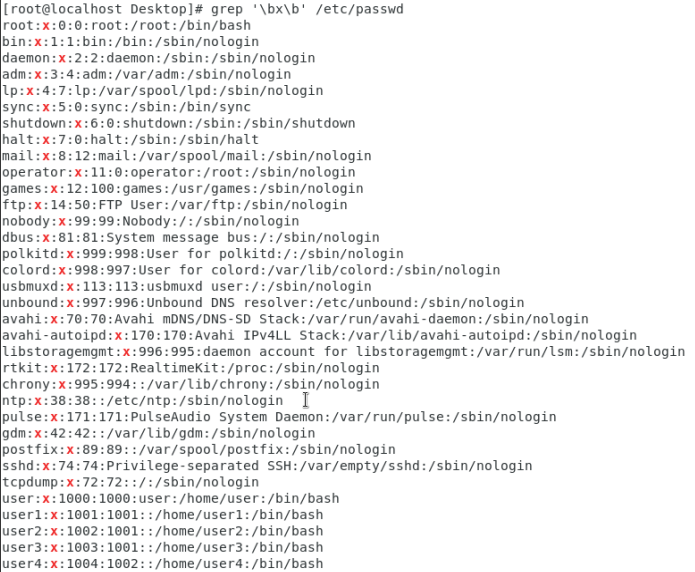 [root@localhost Desktop]# grep '\bx\b' /etc/passwd
root:x:0:0:root:/root:/bin/bash
bin:x:1:1:bin:/bin:/sbin/nologin
daemon:x:2:2:daemon:/sbin:/sbin/nologin
adm:x:3:4:adm:/var/adm:/sbin/nologin
lp:x:4:7:lp:/var/spool/lpd:/sbin/nologin
sync:x:5:0:sync:/sbin:/bin/sync
shutdown:x:6:0:shutdown:/sbin:/sbin/shutdown
halt:x:7:0:halt:/sbin:/sbin/halt
mail:x:8:12:mail:/var/spool/mail:/sbin/nologin
operator:x:11:0:operator:/root:/sbin/nologin
games:x:12:100:games:/usr/games:/sbin/nologin
ftp:x:14:50:FTP User:/var/ftp:/sbin/nologin
nobody:x:99:99:Nobody:/:/sbin/nologin
dbus:x:81:81:System message bus:/:/sbin/nologin
polkitd:x:999:998:User for polkitd:/:/sbin/nologin
colord:x:998:997:User for colord:/var/lib/colord:/sbin/nologin
usbmuxd:x:113:113:usbmuxd user:/:/sbin/nologin
unbound:x:997:996:Unbound DNS resolver:/etc/unbound:/sbin/nologin
avahi:x:70:70:Avahi mDNS/DNS-SD Stack:/var/run/avahi-daemon:/sbin/nologin
avahi-autoipd:x:170:170:Avahi IPv4LL Stack:/var/lib/avahi-autoipd:/sbin/nologin
libstoragemgmt:x:996:995:daemon account for libstoragemgmt:/var/run/lsm:/sbin/nologin
rtkit:x:172:172:RealtimeKit:/proc:/sbin/nologin
chrony:x:995:994::/var/lib/chrony:/sbin/nologin
ntp:x:38:38::/etc/ntp:/sbin/nologin
pulse:x:171:171:PulseAudio System Daemon:/var/run/pulse:/sbin/nologin
gdm:x:42:42::/var/lib/gdm:/sbin/nologin
postfix:x:89:89::/var/spool/postfix:/sbin/nologin
sshd:x:74:74:Privilege-separated SSH:/var/empty/sshd:/sbin/nologin
tcpdump:x:72:72::/:/sbin/nologin
user:x:1000:1000:user:/home/user:/bin/bash
user1:x:1001:1001::/home/user1:/bin/bash
user2:x:1002:1001::/home/user2:/bin/bash
user3:x:1003:1001::/home/user3:/bin/bash
user4:x:1004:1002::/home/user4:/bin/bash